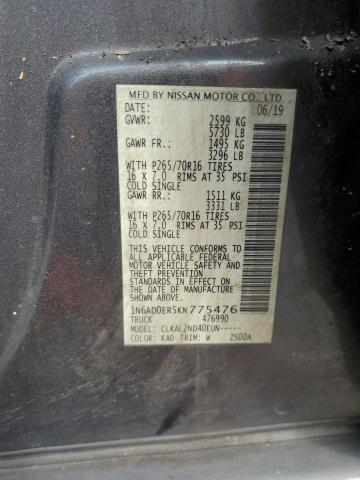 MFD BY NISSAN MOTOR CO., LTD.
DATE: 06/19
GVWR: 2599 KG
5730 LB
GAWR FR.: 1495 KG
3296 LB
WITH P265/70R16 TIRES
16 X 7.0 RIMS AT 35 PSI
COLD SINGLE
GAWR RR.: 1511 KG
3331 LB
WITH P265/70R16 TIRES
16 X 7.0 RIMS AT 35 PSI
COLD SINGLE
THIS VEHICLE CONFORMS TO
ALL APPLICABLE FEDERAL
MOTOR VEHICLE SAFETY
AND THEFT PREVENTION
STANDARDS IN EFFECT ON
THE DATE OF MANUFACTURE
SHOWN ABOVE.
1N6AD0ER5KN775476
TRUCK 476990
MODEL: CLKAL2ND40EUN-----
COLOR: KAD TRIM: W 2S00A